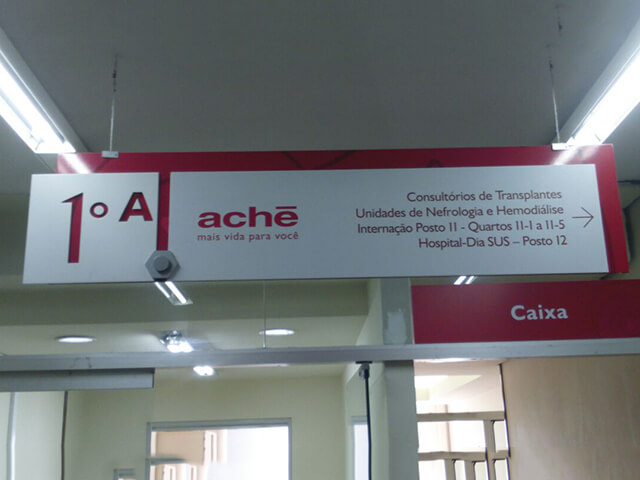 1º A
achē
mais vida para você
Consultórios de Transplantes
Unidades de Nefrologia e Hemodiálise
Internação Posto 11 - Quartos 11-1 a 11-5
Hospital-Dia SUS – Posto 12
Caixa